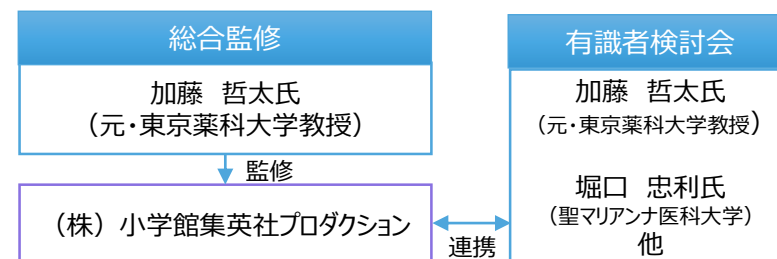 総合監修
加藤 哲太氏
（元・東京薬科大学教授）
監修
（株）小学館集英社プロダクション
連携
有識者検討会
加藤 哲太氏
（元・東京薬科大学教授）
堀口 忠利氏
（聖マリアンナ医科大学）
他